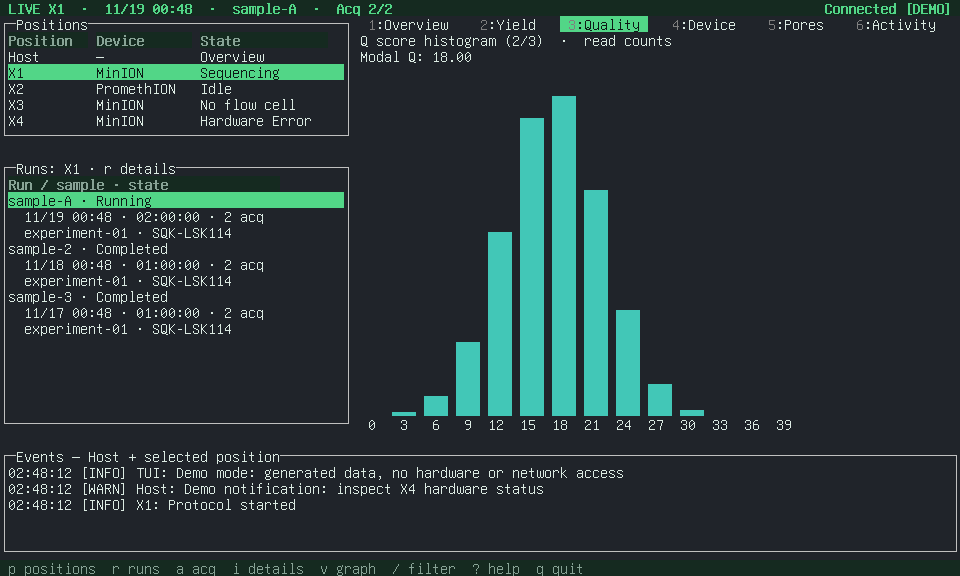 LIVE X1 · 11/19 00:48 · sample-A · Acq 2/2 Connected [DEMO]
1:Overview 2:Yield 3:Quality 4:Device 5:Pores 6:Activity
Positions
Position Device State
Host — Overview
X1 MinION Sequencing
X2 PromethION Idle
X3 MinION No flow cell
X4 MinION Hardware Error
Runs: X1 · r details
Run / sample · state
sample-A · Running
11/19 00:48 · 02:00:00 · 2 acq
experiment-01 · SQK-LSK114
sample-2 · Completed
11/18 00:48 · 01:00:00 · 2 acq
experiment-01 · SQK-LSK114
sample-3 · Completed
11/17 00:48 · 01:00:00 · 2 acq
experiment-01 · SQK-LSK114
Q score histogram (2/3) · read counts
Modal Q: 18.00
0 3 6 9 12 15 18 21 24 27 30 33 36 39
Events — Host + selected position
02:48:12 [INFO] TUI: Demo mode: generated data, no hardware or network access
02:48:12 [WARN] Host: Demo notification: inspect X4 hardware status
02:48:12 [INFO] X1: Protocol started
p positions r runs a acq i details v graph / filter ? help q quit